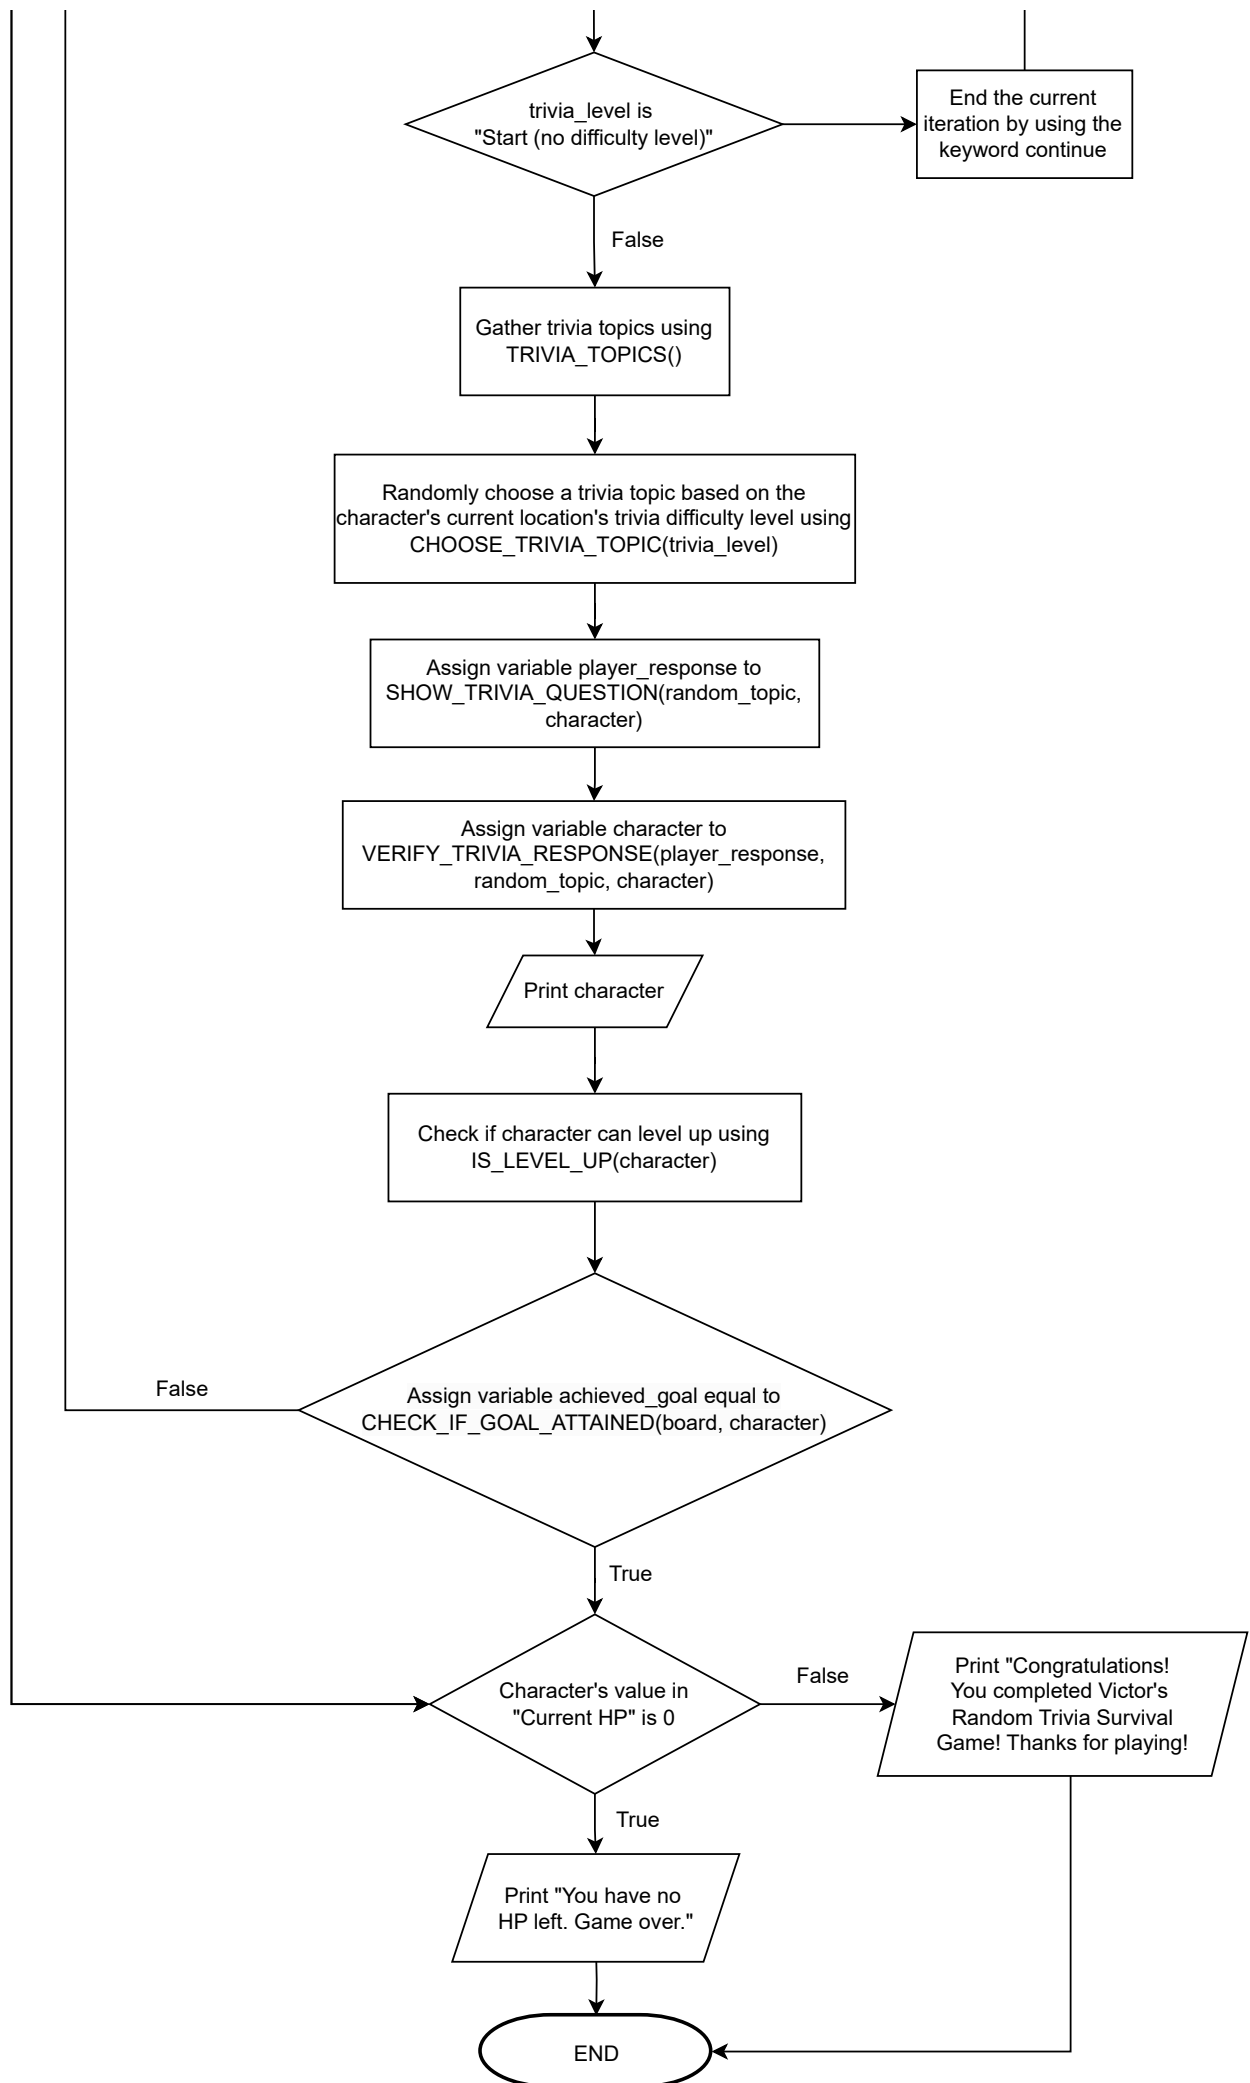 trivia_level is
"Start (no difficulty level)"
End the current
iteration by using the
keyword continue
False
Gather trivia topics using
TRIVIA_TOPICS()
Randomly choose a trivia topic based on the
character's current location's trivia difficulty level using
CHOOSE_TRIVIA_TOPIC(trivia_level)
Assign variable player_response to
SHOW_TRIVIA_QUESTION(random_topic,
character)
Assign variable character to
VERIFY_TRIVIA_RESPONSE(player_response,
random_topic, character)
Print character
Check if character can level up using
IS_LEVEL_UP(character)
False
Assign variable achieved_goal equal to
CHECK_IF_GOAL_ATTAINED(board, character)
True
Character's value in
"Current HP" is 0
False
Print "Congratulations!
You completed Victor's
Random Trivia Survival
Game! Thanks for playing!
True
Print "You have no
HP left. Game over."
END